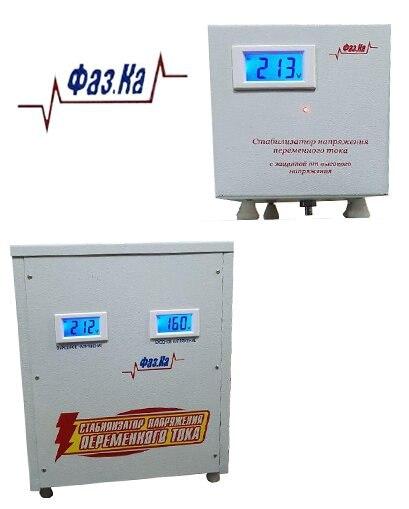 Фаз.Ка
213v
Фаз.Ка
Стабилизатор напряжения
переменного тока
с защитой от высокого
напряжения
212
160
Фаз.Ка
СТАБИЛИЗАТОР НАПРЯЖЕНИЯ
ПЕРЕМЕННОГО ТОКА